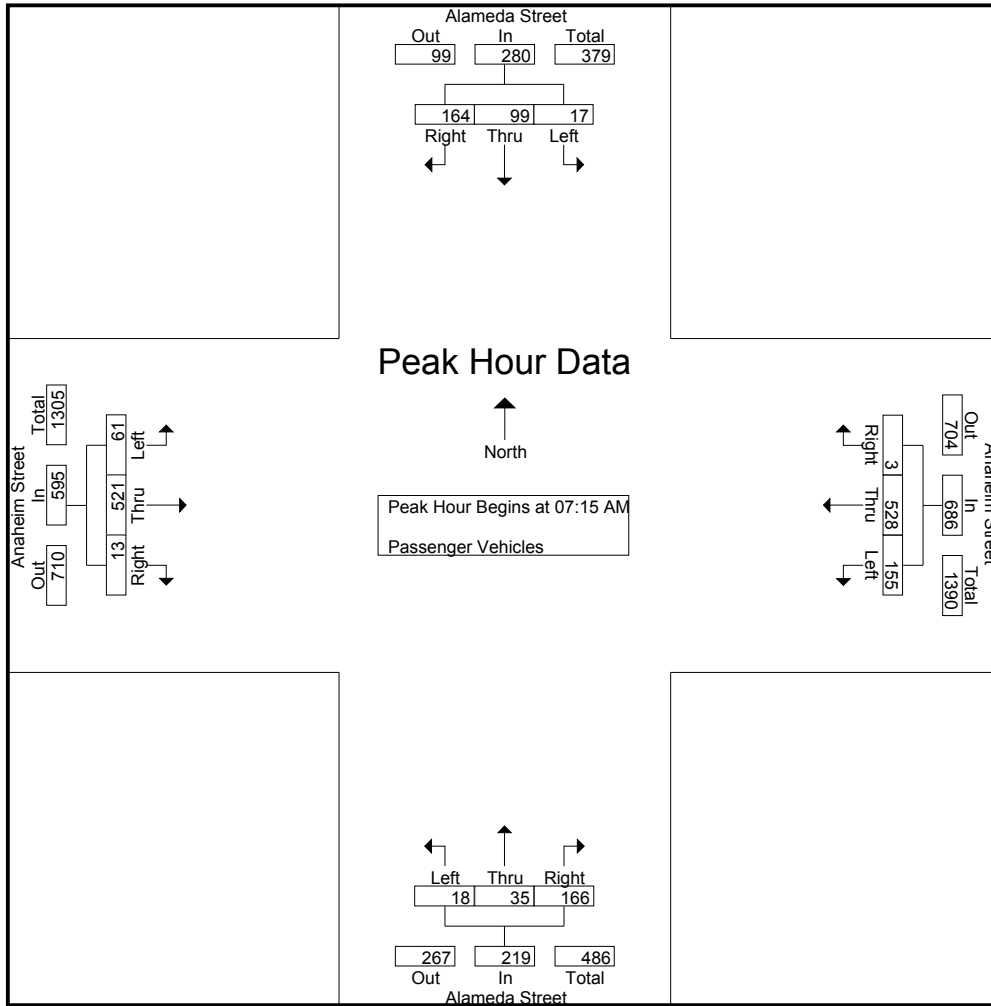 Alameda Street
Out In Total
99 280 379
164 99 17
Right Thru Left
Peak Hour Data
North
Peak Hour Begins at 07:15 AM
Passenger Vehicles
Anaheim Street
Total In Out
1305 595 710
61 521 13
Left Thru Right
Anaheim Street
Out In Total
704 686 1390
3 528 155
Right Thru Left
Left Thru Right
18 35 166
267 219 486
Out In Total
Alameda Street